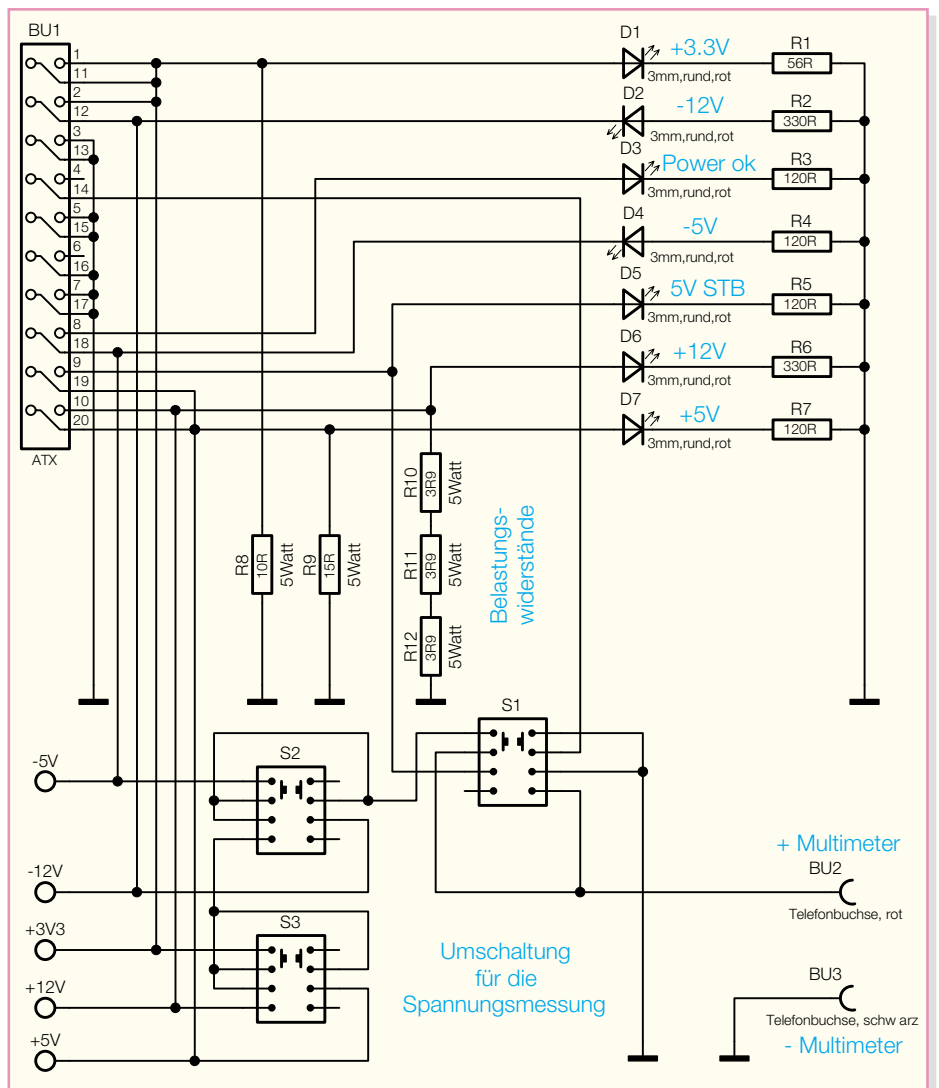 BU1
1
11
2
12
3
13
4
14
5
15
6
16
7
17
8
18
9
19
10
20
ATX
D1
+3.3V
3mm,rund,rot
R1
56R
D2
-12V
3mm,rund,rot
R2
330R
D3
Power ok
3mm,rund,rot
R3
120R
D4
-5V
3mm,rund,rot
R4
120R
D5
5V STB
3mm,rund,rot
R5
120R
D6
+12V
3mm,rund,rot
R6
330R
D7
+5V
3mm,rund,rot
R7
120R
R8
10R
5Watt
R9
15R
5Watt
R10
3R9
5Watt
R11
3R9
5Watt
R12
3R9
5Watt
Belastungs-
widerstände
S1
S2
S3
-5V
-12V
+3V3
+12V
+5V
Umschaltung
für die
Spannungsmessung
+ Multimeter
BU2
Telefonbuchse, rot
BU3
Telefonbuchse, schw arz
- Multimeter